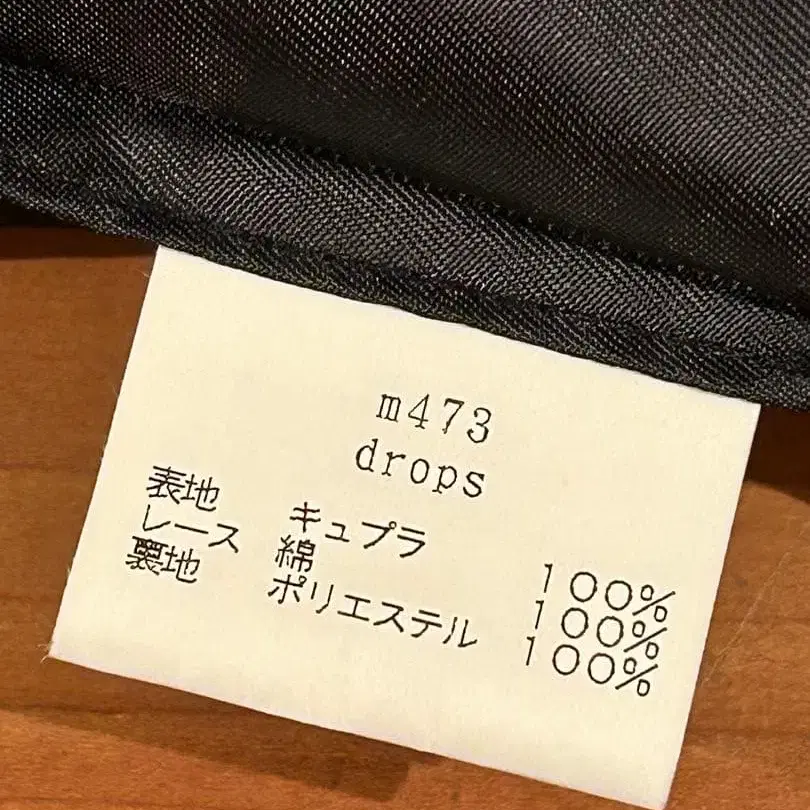 m473
drops
表地 キュプラ 100%
レース 綿 100%
裏地 ポリエステル 100%